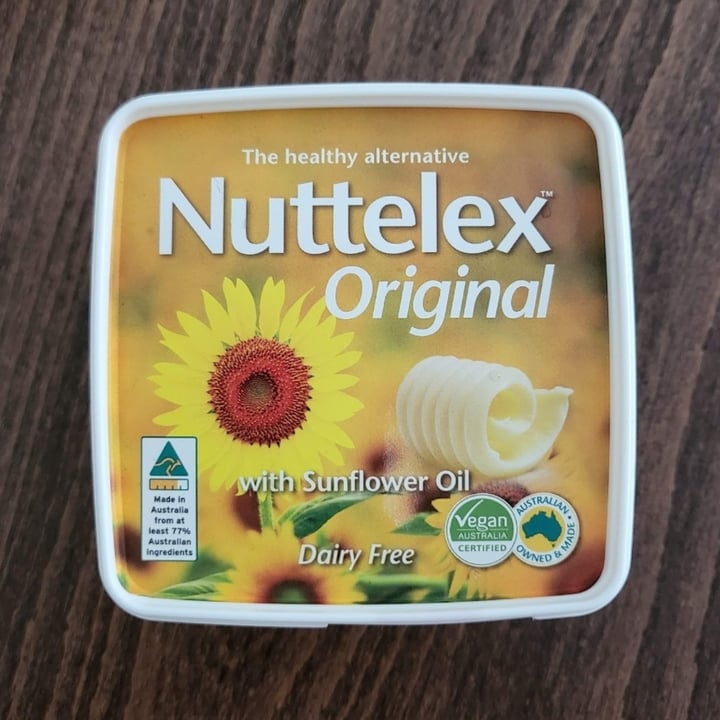 The healthy alternative
Nuttelex™
Original
with Sunflower Oil
Made in
Australia
from at
least 77%
Australian
ingredients
Vegan
AUSTRALIA
CERTIFIED
AUSTRALIAN
OWNED & MADE
Dairy Free